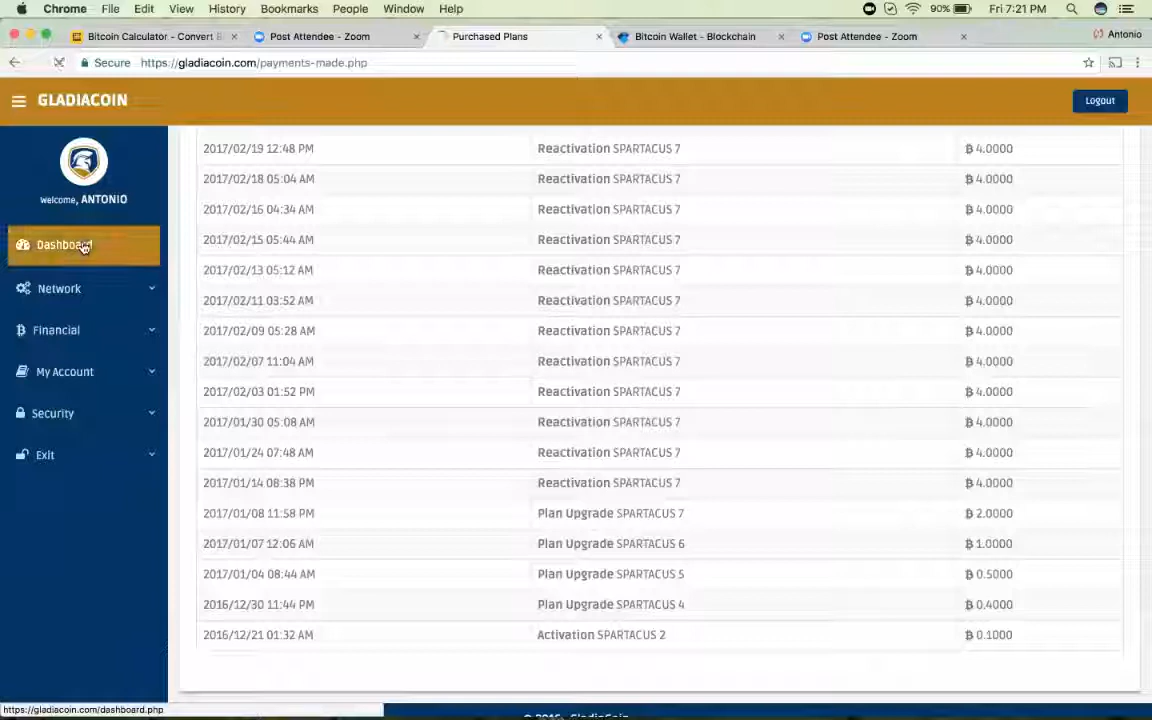 Chrome File Edit View History Bookmarks People Window Help 90% Fri 7:21 PM
Bitcoin Calculator - Convert B Post Attendee - Zoom Purchased Plans Bitcoin Wallet - Blockchain Post Attendee - Zoom Antonio
Secure https://gladiacoin.com/payments-made.php
GLADIACOIN Logout
Welcome, ANTONIO
Dashboard
Network
Financial
My Account
Security
Exit
2017/02/19 12:48 PM Reactivation SPARTACUS 7 ₿ 4.0000
2017/02/18 05:04 AM Reactivation SPARTACUS 7 ₿ 4.0000
2017/02/16 04:34 AM Reactivation SPARTACUS 7 ₿ 4.0000
2017/02/15 05:44 AM Reactivation SPARTACUS 7 ₿ 4.0000
2017/02/13 05:12 AM Reactivation SPARTACUS 7 ₿ 4.0000
2017/02/11 03:52 AM Reactivation SPARTACUS 7 ₿ 4.0000
2017/02/09 05:28 AM Reactivation SPARTACUS 7 ₿ 4.0000
2017/02/07 11:04 AM Reactivation SPARTACUS 7 ₿ 4.0000
2017/02/03 01:52 PM Reactivation SPARTACUS 7 ₿ 4.0000
2017/01/30 05:08 AM Reactivation SPARTACUS 7 ₿ 4.0000
2017/01/24 07:48 AM Reactivation SPARTACUS 7 ₿ 4.0000
2017/01/14 08:38 PM Reactivation SPARTACUS 7 ₿ 4.0000
2017/01/08 11:58 PM Plan Upgrade SPARTACUS 7 ₿ 2.0000
2017/01/07 12:06 AM Plan Upgrade SPARTACUS 6 ₿ 1.0000
2017/01/04 08:44 AM Plan Upgrade SPARTACUS 5 ₿ 0.5000
2016/12/30 11:44 PM Plan Upgrade SPARTACUS 4 ₿ 0.4000
2016/12/21 01:32 AM Activation SPARTACUS 2 ₿ 0.1000
https://gladiacoin.com/dashboard.php
© 2016 - GladiaCoin